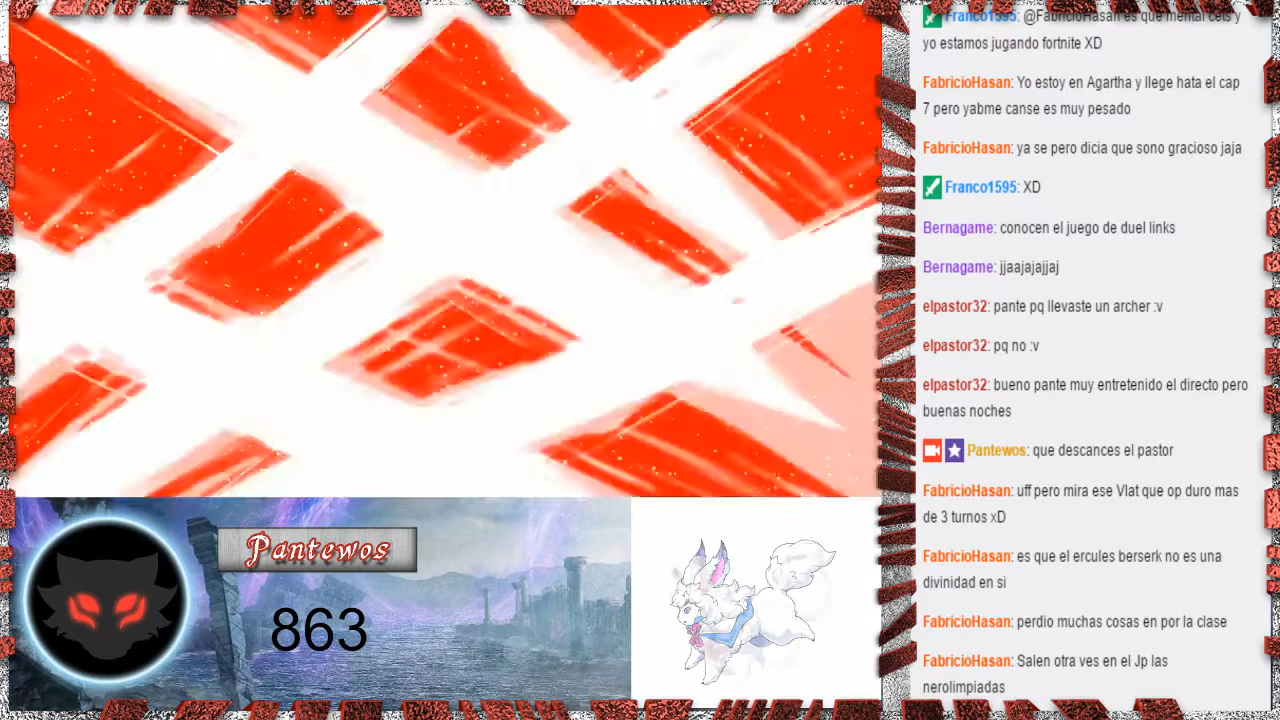 Pantewos
863
Franco1595: @FabricioHasan es que mental cets y
yo estamos jugando fortnite XD
FabricioHasan: Yo estoy en Agartha y llege hata el cap
7 pero yabme canse es muy pesado
FabricioHasan: ya se pero dicia que sono gracioso jaja
Franco1595: XD
Bernagame: conocen el juego de duel links
Bernagame: jjaajajajjaj
elpastor32: pante pq llevaste un archer :v
elpastor32: pq no :v
elpastor32: bueno pante muy entretenido el directo pero
buenas noches
Pantewos: que descances el pastor
FabricioHasan: uff pero mira ese Vlat que op duro mas
de 3 turnos xD
FabricioHasan: es que el ercules berserk no es una
divinidad en si
FabricioHasan: perdio muchas cosas en por la clase
FabricioHasan: Salen otra ves en el Jp las
nerolimpiadas